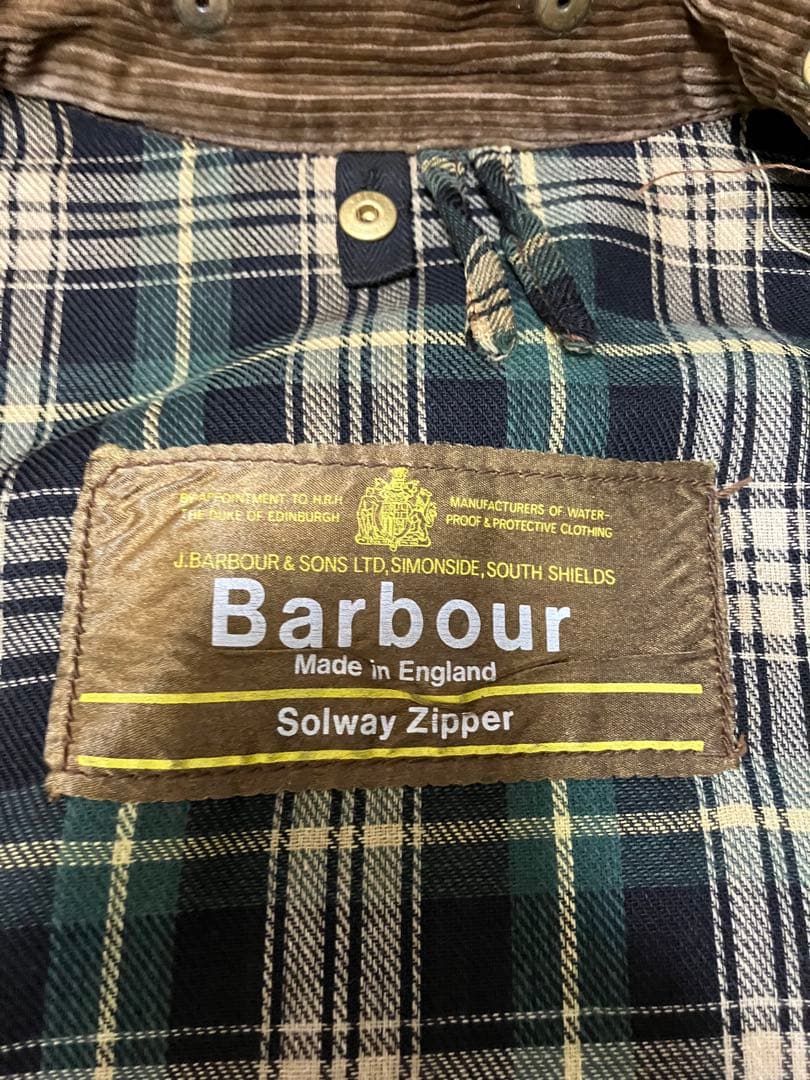 BY APPOINTMENT TO H.R.H
THE DUKE OF EDINBURGH
MANUFACTURERS OF WATER-
PROOF & PROTECTIVE CLOTHING
J.BARBOUR & SONS LTD, SIMONSIDE, SOUTH SHIELDS
Barbour
Made in England
Solway Zipper